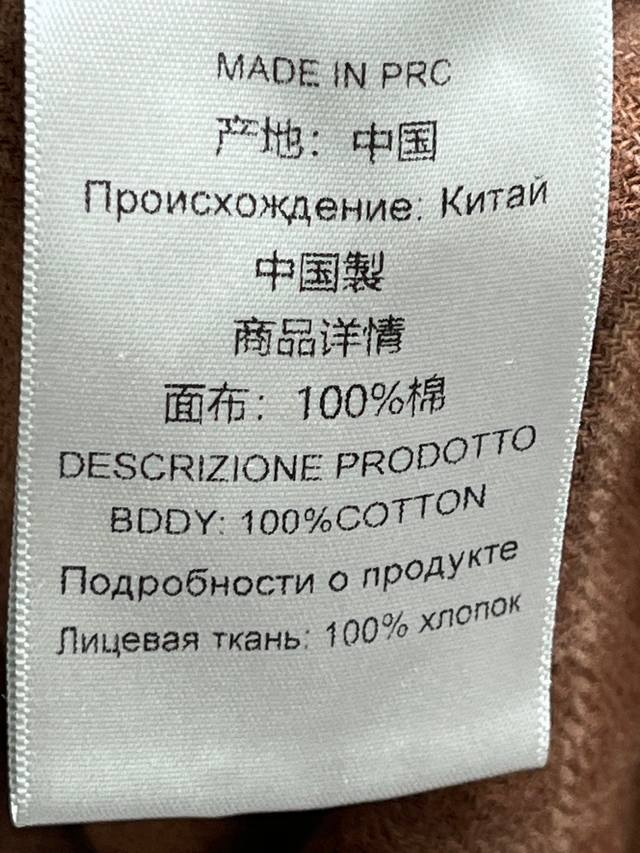 MADE IN PRC
产地：中国
Происхождение: Китай
中国製
商品详情
面布：100%棉
DESCRIZIONE PRODOTTO
BDDY: 100%COTTON
Подробности о продукте
Лицевая ткань: 100% хлопок